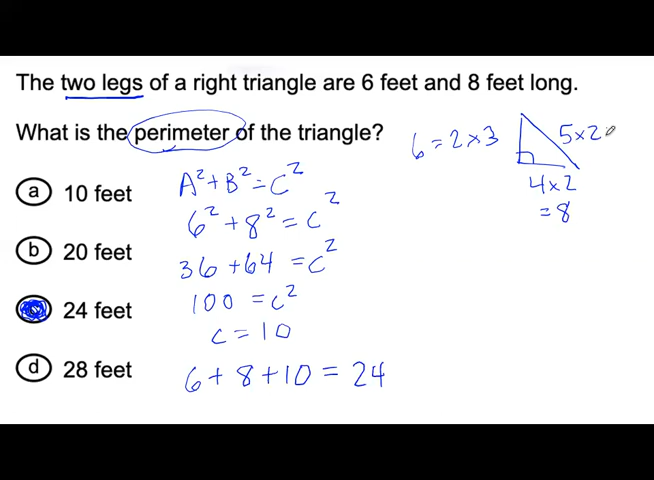 The two legs of a right triangle are 6 feet and 8 feet long.
What is the perimeter of the triangle?
6 = 2 × 3
5 × 2
4 × 2
= 8
a 10 feet
b 20 feet
24 feet
d 28 feet
A² + B² = C²
6² + 8² = c²
36 + 64 = c²
100 = c²
c = 10
6 + 8 + 10 = 24